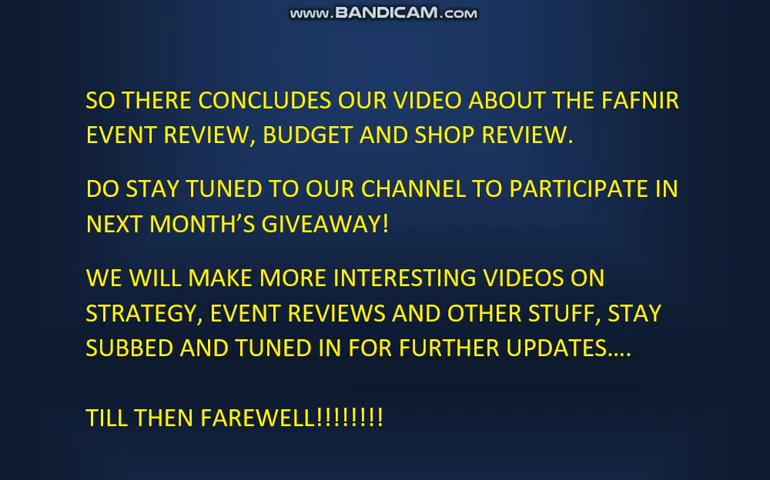 www.BANDICAM.com
SO THERE CONCLUDES OUR VIDEO ABOUT THE FAFNIR
EVENT REVIEW, BUDGET AND SHOP REVIEW.
DO STAY TUNED TO OUR CHANNEL TO PARTICIPATE IN
NEXT MONTH’S GIVEAWAY!
WE WILL MAKE MORE INTERESTING VIDEOS ON
STRATEGY, EVENT REVIEWS AND OTHER STUFF, STAY
SUBBED AND TUNED IN FOR FURTHER UPDATES….
TILL THEN FAREWELL!!!!!!!!